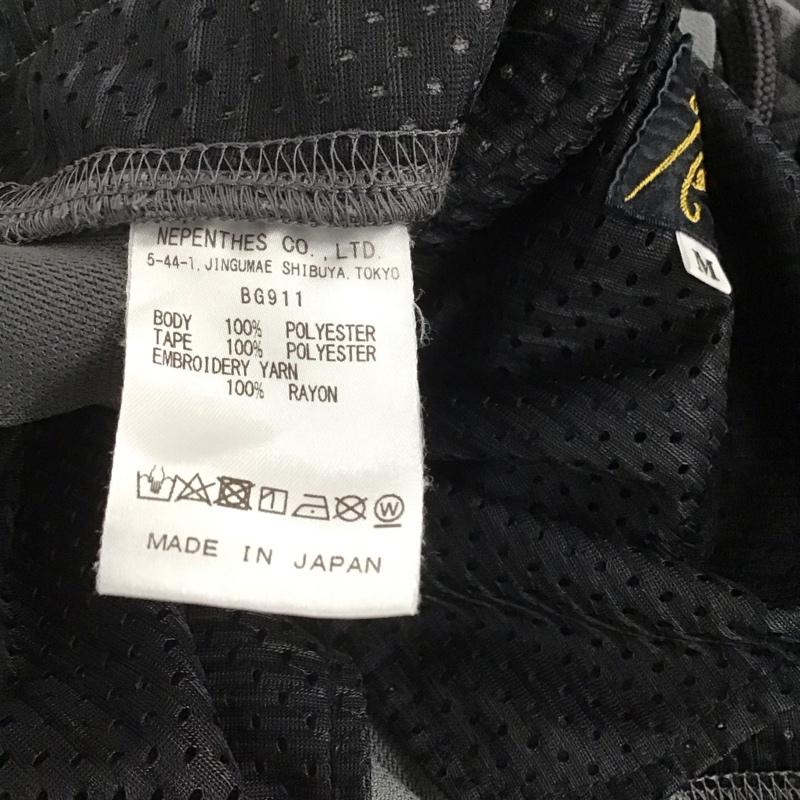 NEPENTHES CO., LTD.
5-44-1, JINGUMAE SHIBUYA, TOKYO
BG911
BODY 100% POLYESTER
TAPE 100% POLYESTER
EMBROIDERY YARN
100% RAYON
W
MADE IN JAPAN
M